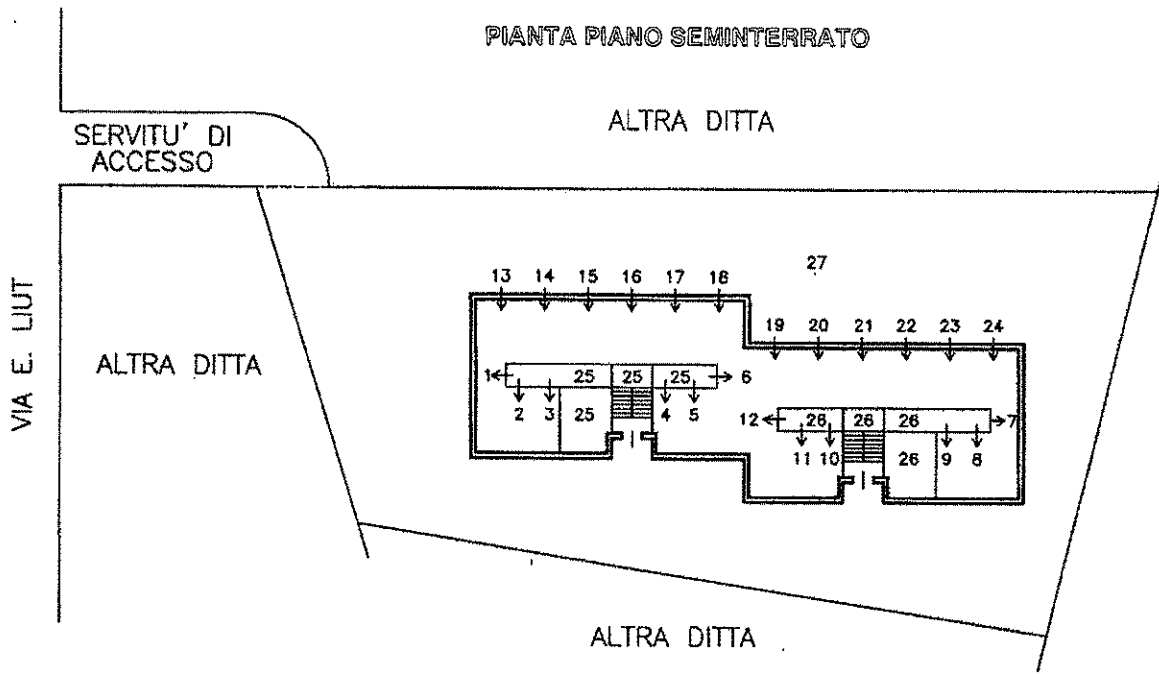 PIANTA PIANO SEMINTERRATO
ALTRA DITTA
SERVITU' DI
ACCESSO
VIA E. LIUT
ALTRA DITTA
27
13 14 15 16 17 18
19 20 21 22 23 24
1 25 25 25 6
2 3 25 4 5
12 26 26 26 7
11 10 26 9 8
ALTRA DITTA